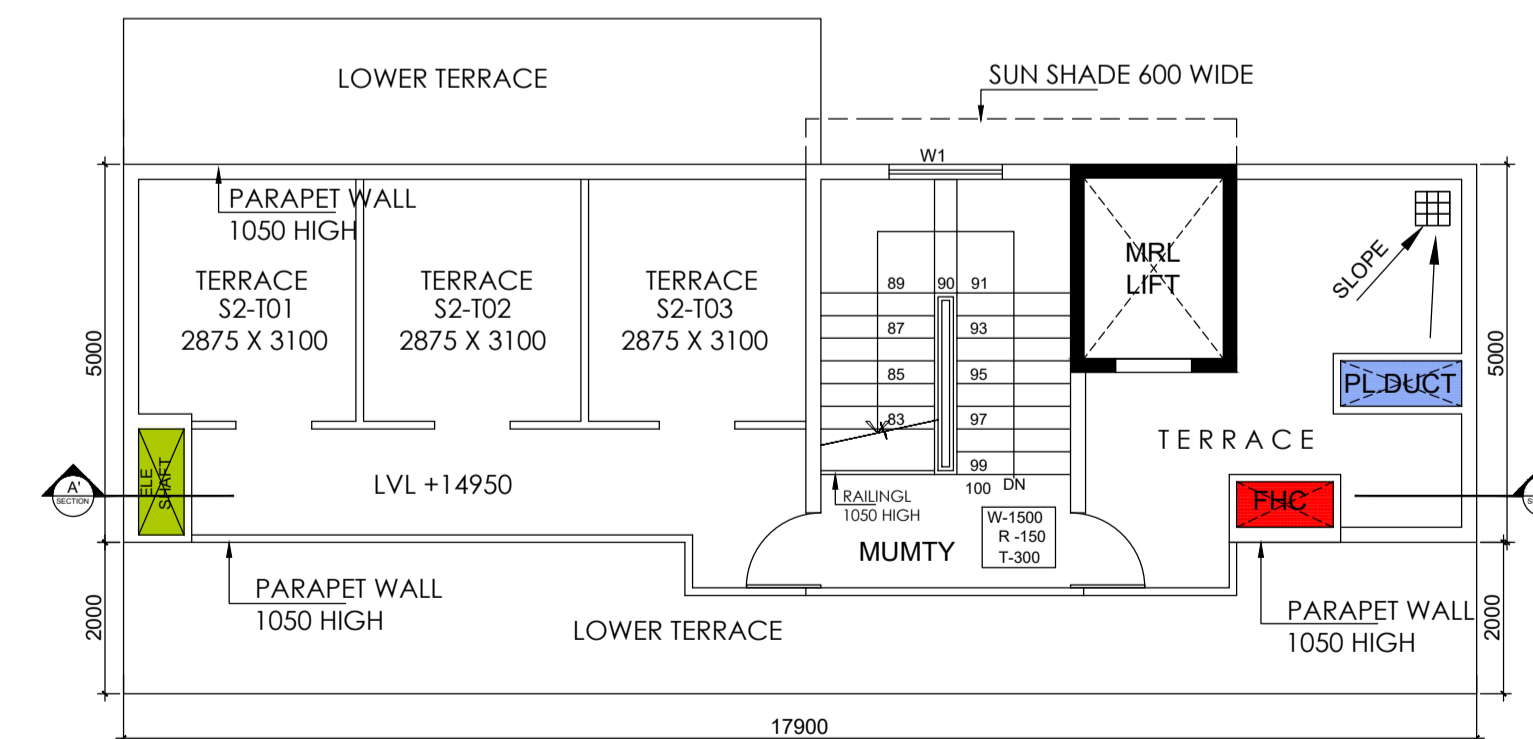 LOWER TERRACE
SUN SHADE 600 WIDE
W1
PARAPET WALL
1050 HIGH
TERRACE
S2-T01
2875 X 3100
TERRACE
S2-T02
2875 X 3100
TERRACE
S2-T03
2875 X 3100
89 90 91
87 93
85 95
83 97
99
100 DN
MRL
LIFT
SLOPE
PL.DUCT
TERRACE
FHC
5000
5000
ELE
SHAFT
A'
SECTION
LVL +14950
RAILINGL
1050 HIGH
W-1500
R -150
T-300
MUMTY
PARAPET WALL
1050 HIGH
LOWER TERRACE
PARAPET WALL
1050 HIGH
2000
2000
17900